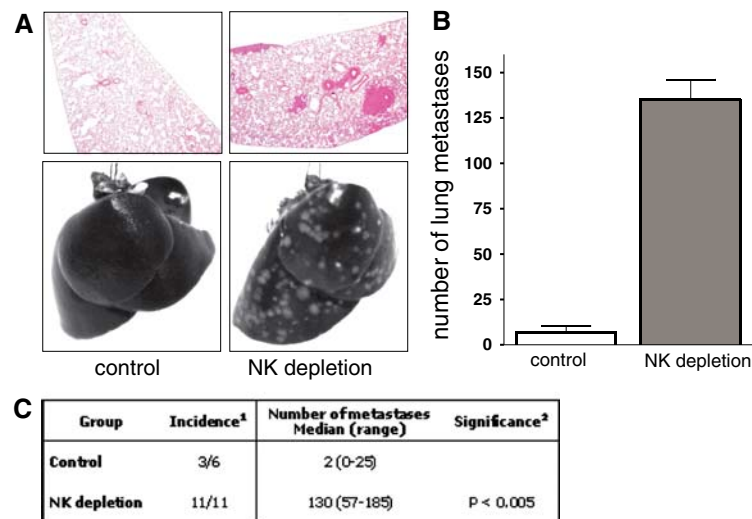 A
B
control
NK depletion
number of lung metastases
150
125
100
75
50
25
0
control
NK depletion
C
Group Incidence¹ Number of metastases Median (range) Significance²
Control 3/6 2 (0-25)
NK depletion 11/11 130 (57-185) P < 0.005